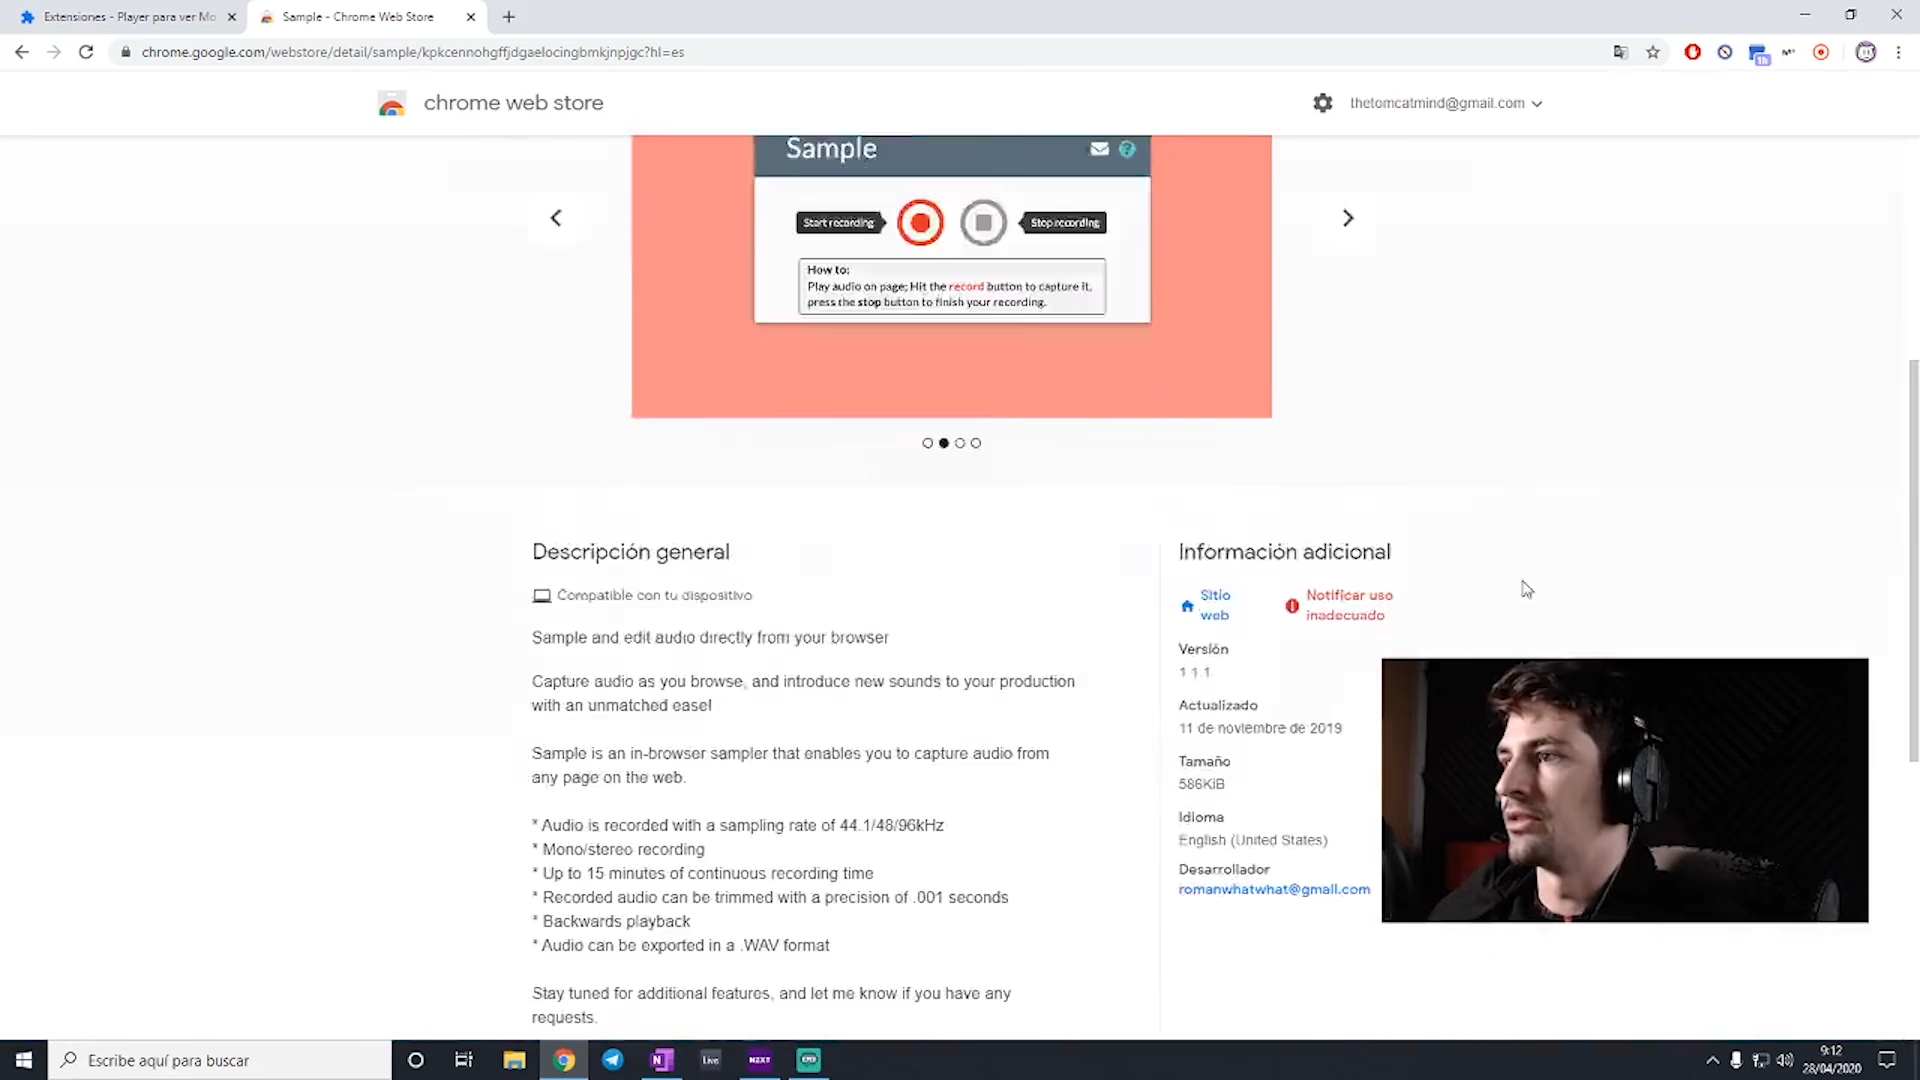 Extensiones - Player para ver Mo
Sample - Chrome Web Store
chrome.google.com/webstore/detail/sample/kpkcennohgffjdgaelocingbmkjnpjgc?hl=es
1h
chrome web store
thetomcatmind@gmail.com
Sample
Start recording
Stop recording
How to:
Play audio on page; Hit the record button to capture it,
press the stop button to finish your recording.
Descripción general
Compatible con tu dispositivo
Sample and edit audio directly from your browser
Capture audio as you browse, and introduce new sounds to your production
with an unmatched ease!
Sample is an in-browser sampler that enables you to capture audio from
any page on the web.
* Audio is recorded with a sampling rate of 44.1/48/96kHz
* Mono/stereo recording
* Up to 15 minutes of continuous recording time
* Recorded audio can be trimmed with a precision of .001 seconds
* Backwards playback
* Audio can be exported in a .WAV format
Stay tuned for additional features, and let me know if you have any
requests.
Información adicional
Sitio
web
Notificar uso
inadecuado
Versión
1.1.1
Actualizado
11 de noviembre de 2019
Tamaño
586KiB
Idioma
English (United States)
Desarrollador
romanwhatwhat@gmail.com
Escribe aquí para buscar
N
Live
NZXT
9:12
28/04/2020